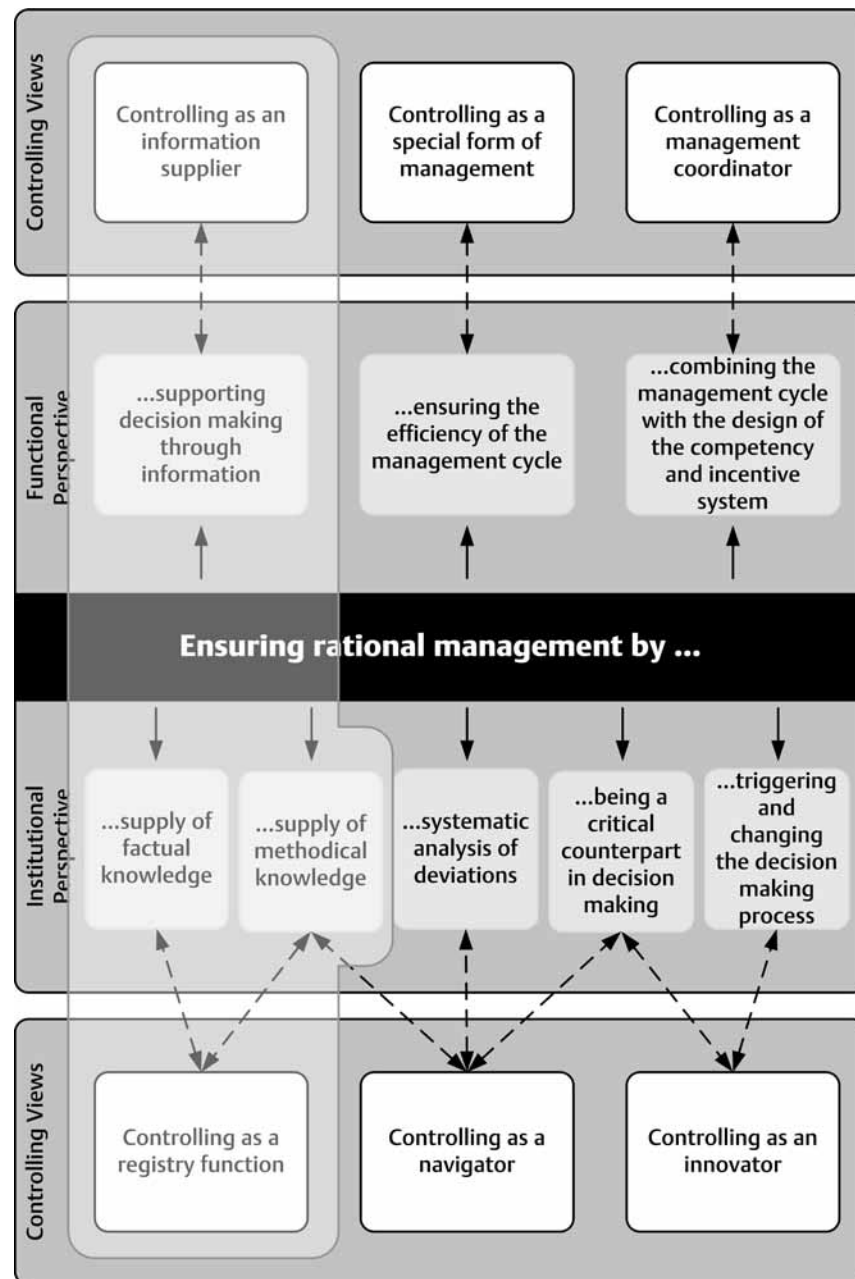 Controlling Views
Controlling as an
information
supplier
Controlling as a
special form of
management
Controlling as a
management
coordinator
Functional
Perspective
...supporting
decision making
through
information
...ensuring the
efficiency of the
management cycle
...combining the
management cycle
with the design of
the competency
and incentive
system
Ensuring rational management by ...
Institutional
Perspective
...supply of
factual
knowledge
...supply of
methodical
knowledge
...systematic
analysis of
deviations
...being a
critical
counterpart
in decision
making
...triggering
and
changing
the decision
making
process
Controlling Views
Controlling as a
registry function
Controlling as a
navigator
Controlling as an
innovator